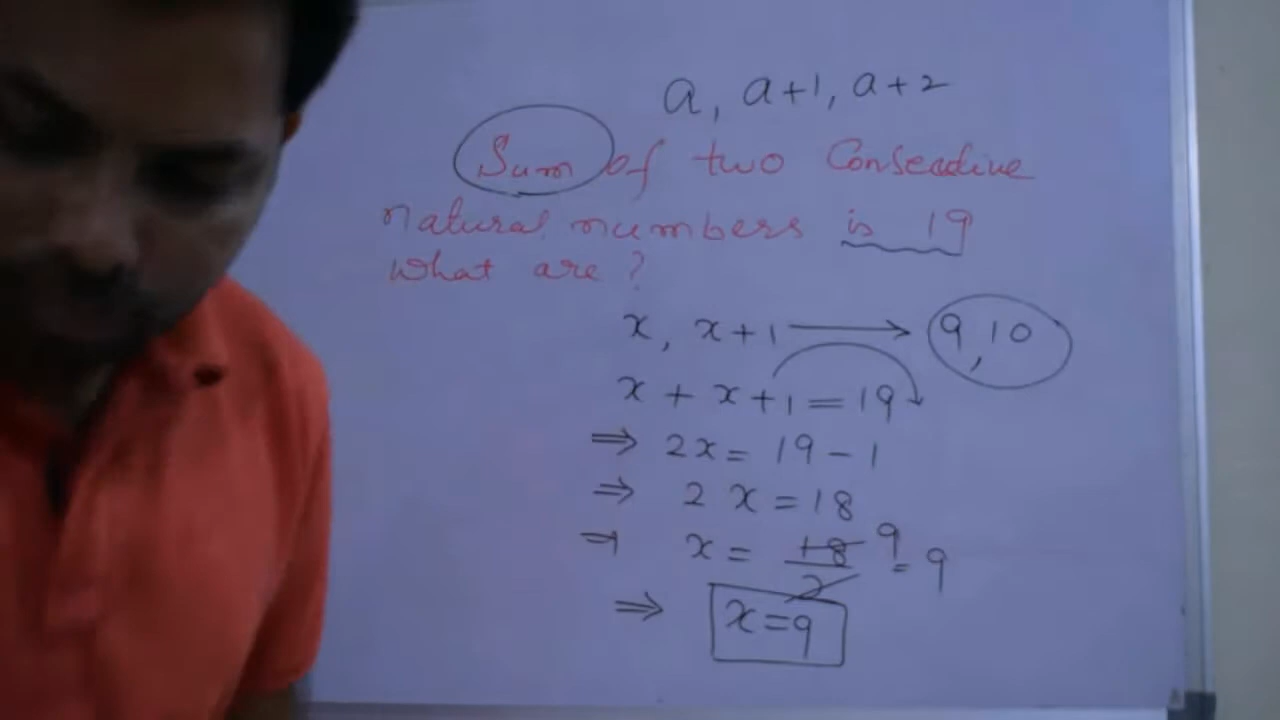 a, a+1, a+2
Sum of two Conseadive
natural numbers is 19
What are ?
x, x+1 → 9, 10
x + x+1 = 19
⇒ 2x = 19 - 1
⇒ 2x = 18
⇒ x = 18/2 9 = 9
⇒ x=9